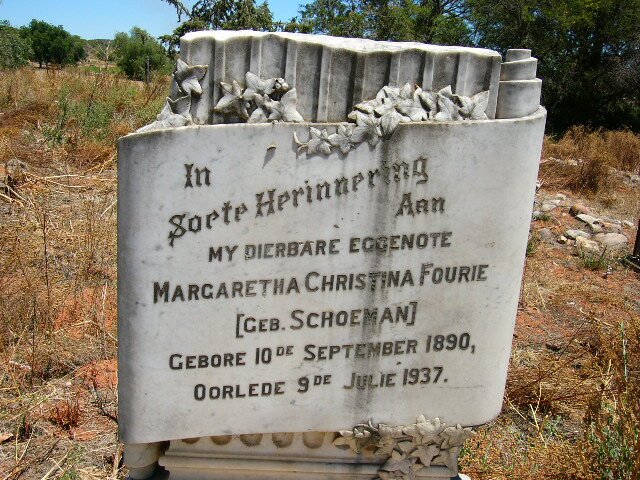 In
Soete Herinnering
Aan
MY DIERBARE EGGENOTE
MARGARETHA CHRISTINA FOURIE
[GEB. SCHOEMAN]
GEBORE 10DE SEPTEMBER 1890,
OORLEDE 9DE JULIE 1937.